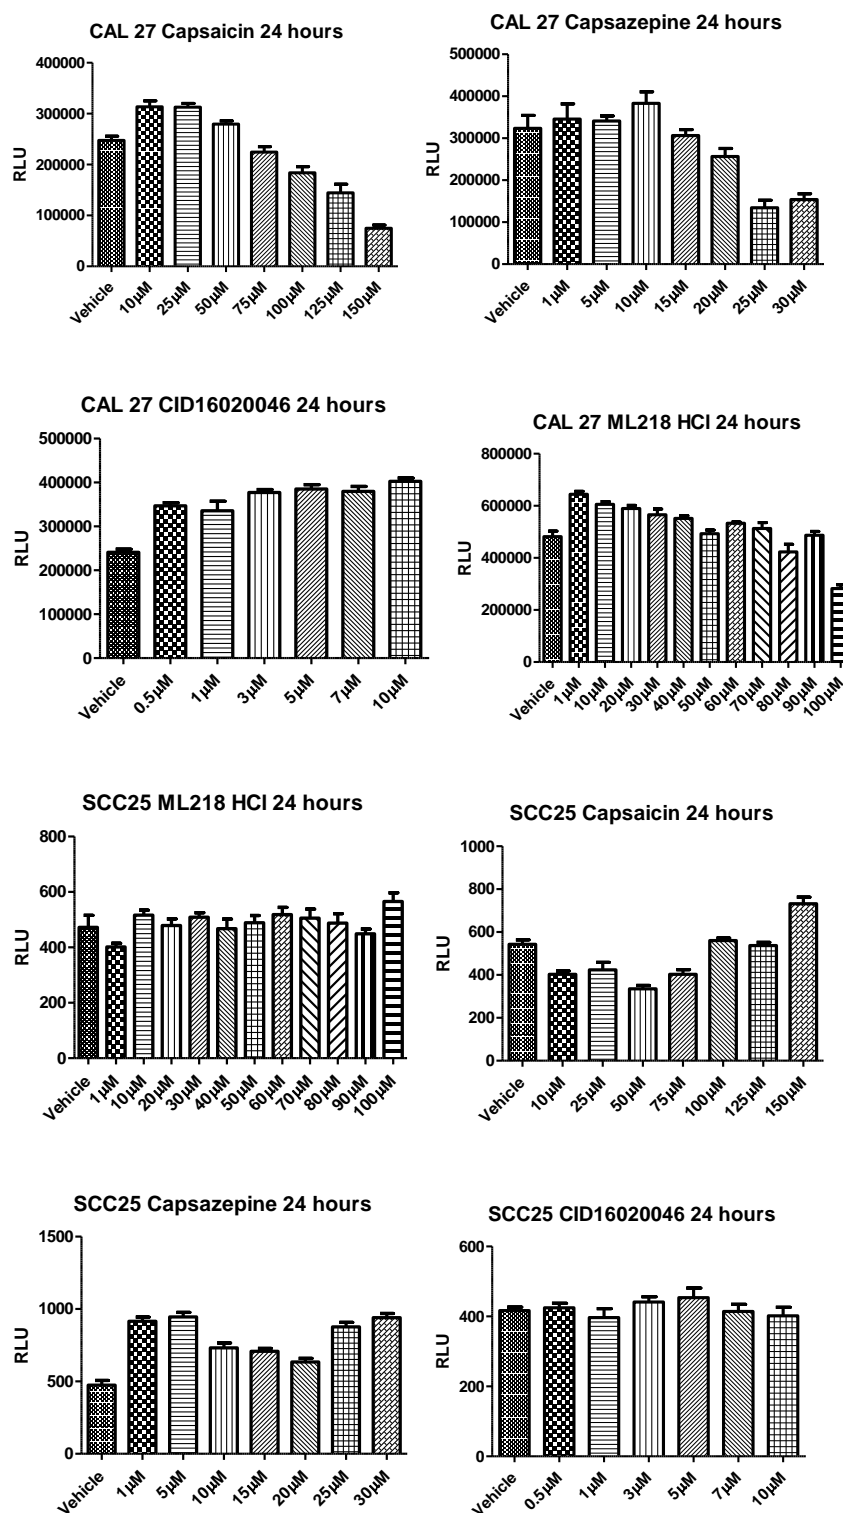 CAL 27 Capsaicin 24 hours
400000
300000
200000
100000
0
RLU
Vehicle
10µM
25µM
50µM
75µM
100µM
125µM
150µM
CAL 27 Capsazepine 24 hours
500000
400000
300000
200000
100000
0
RLU
Vehicle
1µM
5µM
10µM
15µM
20µM
25µM
30µM
CAL 27 CID16020046 24 hours
500000
400000
300000
200000
100000
0
RLU
Vehicle
0.5µM
1µM
3µM
5µM
7µM
10µM
CAL 27 ML218 HCl 24 hours
800000
600000
400000
200000
0
RLU
Vehicle
1µM
10µM
20µM
30µM
40µM
50µM
60µM
70µM
80µM
90µM
100µM
SCC25 ML218 HCl 24 hours
800
600
400
200
0
RLU
Vehicle
1µM
10µM
20µM
30µM
40µM
50µM
60µM
70µM
80µM
90µM
100µM
SCC25 Capsaicin 24 hours
1000
800
600
400
200
0
RLU
Vehicle
10µM
25µM
50µM
75µM
100µM
125µM
150µM
SCC25 Capsazepine 24 hours
1500
1000
500
0
RLU
Vehicle
1µM
5µM
10µM
15µM
20µM
25µM
30µM
SCC25 CID16020046 24 hours
600
400
200
0
RLU
Vehicle
0.5µM
1µM
3µM
5µM
7µM
10µM